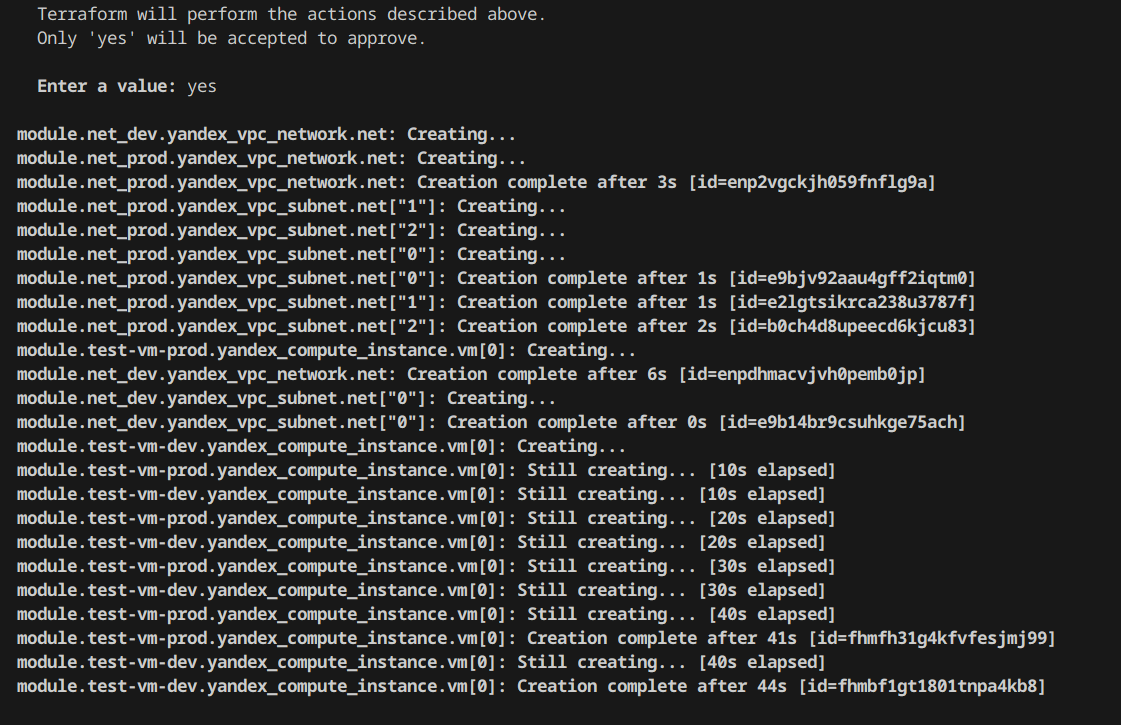 Terraform will perform the actions described above.
Only 'yes' will be accepted to approve.
Enter a value: yes
module.net_dev.yandex_vpc_network.net: Creating...
module.net_prod.yandex_vpc_network.net: Creating...
module.net_prod.yandex_vpc_network.net: Creation complete after 3s [id=enp2vgckjh059fnflg9a]
module.net_prod.yandex_vpc_subnet.net["1"]: Creating...
module.net_prod.yandex_vpc_subnet.net["2"]: Creating...
module.net_prod.yandex_vpc_subnet.net["0"]: Creating...
module.net_prod.yandex_vpc_subnet.net["0"]: Creation complete after 1s [id=e9bjv92aau4gff2iqtm0]
module.net_prod.yandex_vpc_subnet.net["1"]: Creation complete after 1s [id=e2lgtsikrca238u3787f]
module.net_prod.yandex_vpc_subnet.net["2"]: Creation complete after 2s [id=b0ch4d8upeecd6kjcu83]
module.test-vm-prod.yandex_compute_instance.vm[0]: Creating...
module.net_dev.yandex_vpc_network.net: Creation complete after 6s [id=enpdhmacvjvh0pemb0jp]
module.net_dev.yandex_vpc_subnet.net["0"]: Creating...
module.net_dev.yandex_vpc_subnet.net["0"]: Creation complete after 0s [id=e9b14br9csuhkge75ach]
module.test-vm-dev.yandex_compute_instance.vm[0]: Creating...
module.test-vm-prod.yandex_compute_instance.vm[0]: Still creating... [10s elapsed]
module.test-vm-dev.yandex_compute_instance.vm[0]: Still creating... [10s elapsed]
module.test-vm-prod.yandex_compute_instance.vm[0]: Still creating... [20s elapsed]
module.test-vm-dev.yandex_compute_instance.vm[0]: Still creating... [20s elapsed]
module.test-vm-prod.yandex_compute_instance.vm[0]: Still creating... [30s elapsed]
module.test-vm-dev.yandex_compute_instance.vm[0]: Still creating... [30s elapsed]
module.test-vm-prod.yandex_compute_instance.vm[0]: Still creating... [40s elapsed]
module.test-vm-prod.yandex_compute_instance.vm[0]: Creation complete after 41s [id=fhmfh31g4kfvfesjmj99]
module.test-vm-dev.yandex_compute_instance.vm[0]: Still creating... [40s elapsed]
module.test-vm-dev.yandex_compute_instance.vm[0]: Creation complete after 44s [id=fhmbf1gt1801tnpa4kb8]